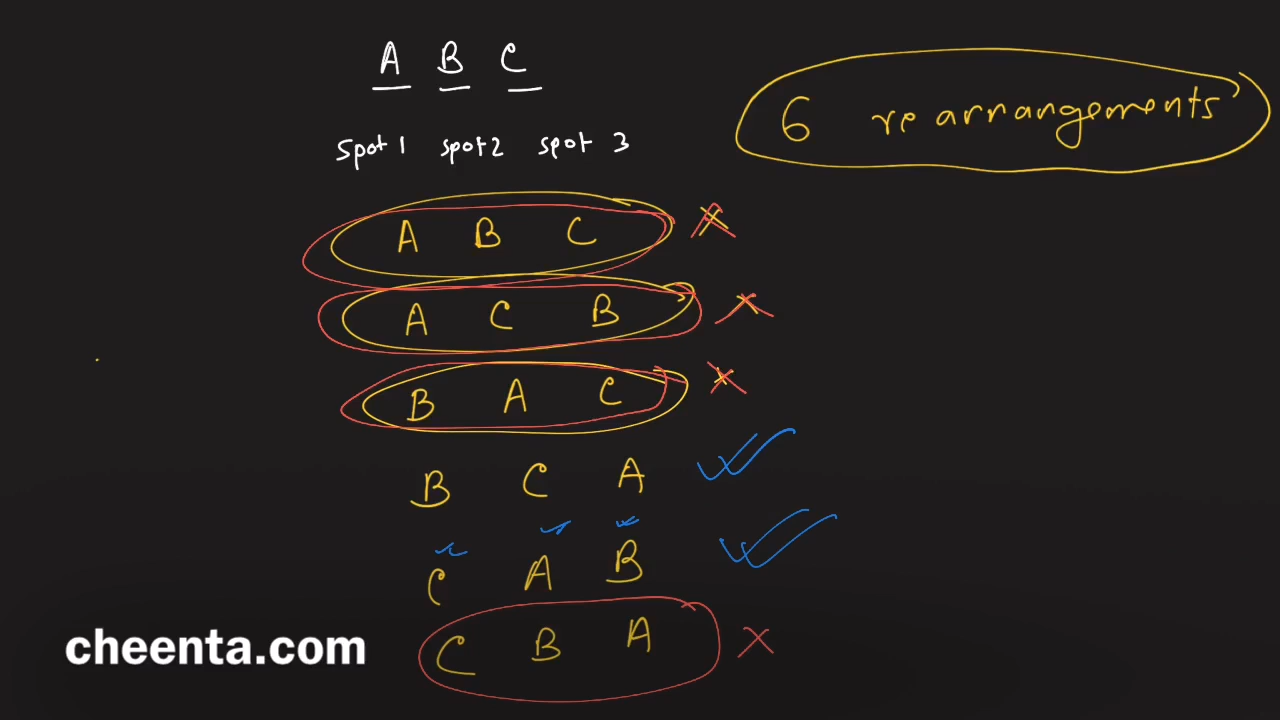 A B C
6 rearrangements
spot 1 spot 2 spot 3
A B C
A C B
B A C
B C A
C A B
C B A
cheenta.com